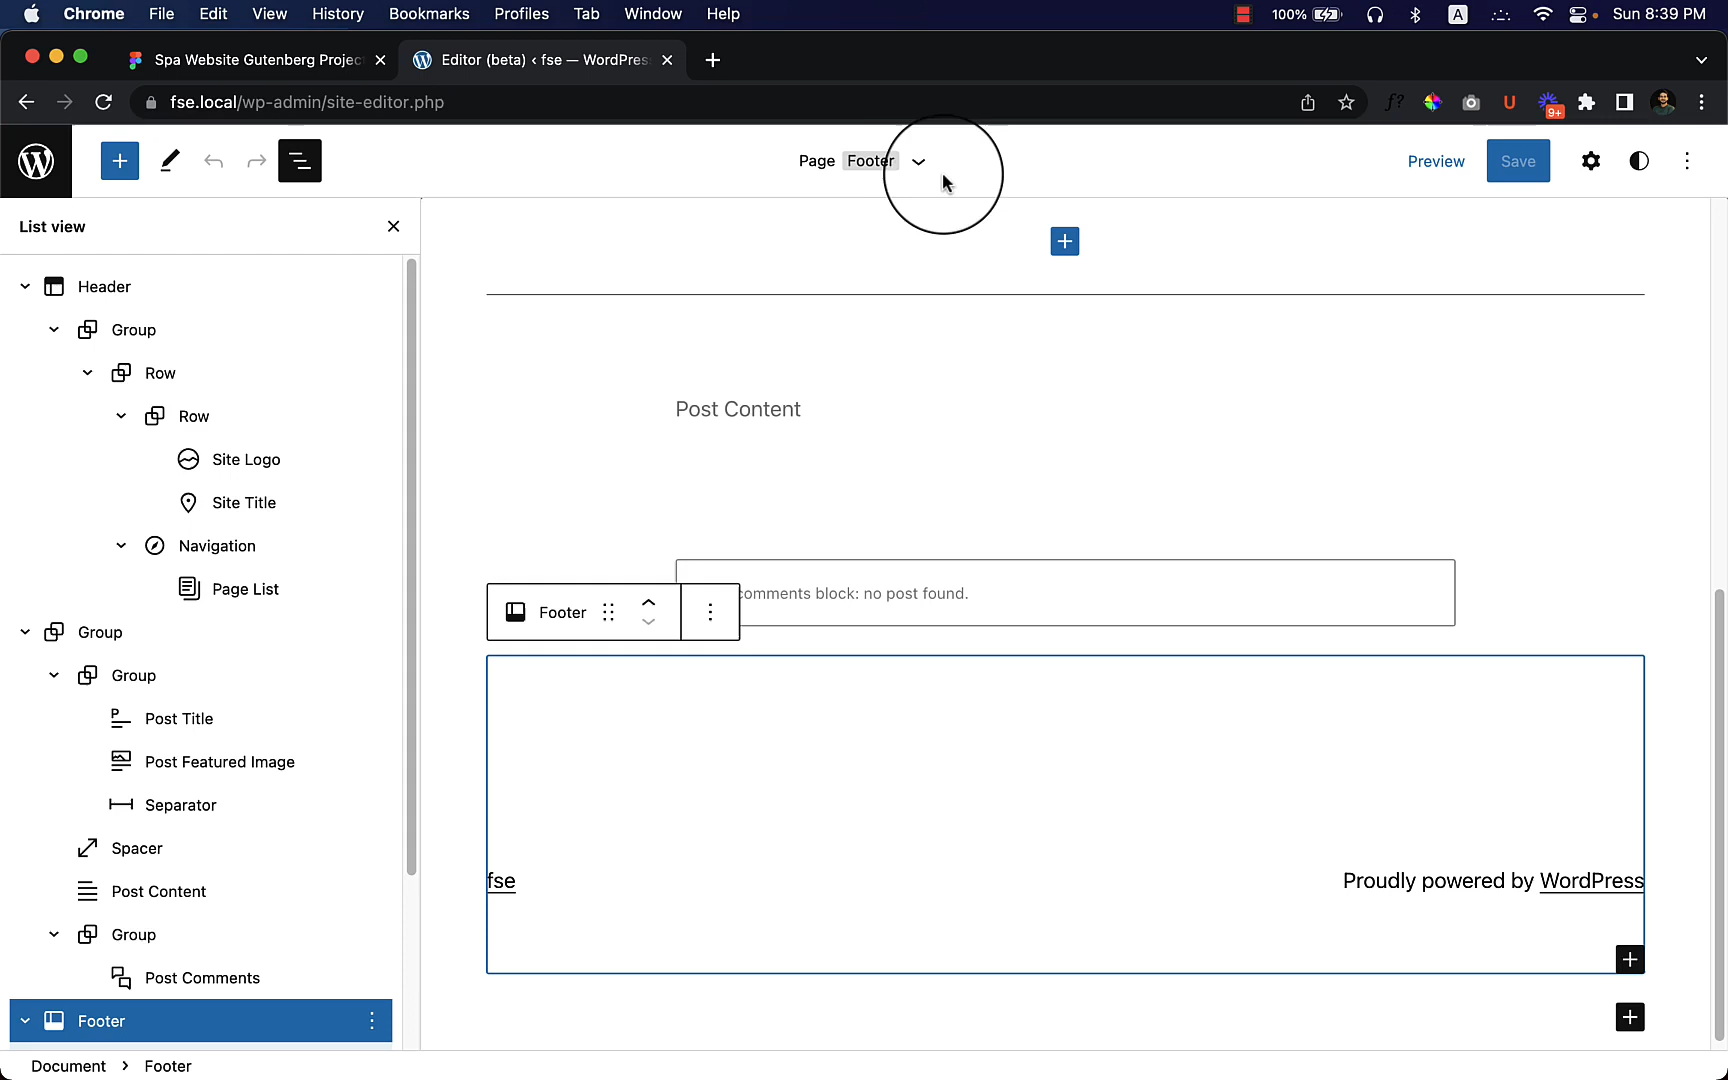 Chrome File Edit View History Bookmarks Profiles Tab Window Help 100% A Sun 8:39 PM
Spa Website Gutenberg Projec Editor (beta) ‹ fse — WordPres
fse.local/wp-admin/site-editor.php f? U 9+
Page Footer Preview Save
List view
Header
Group
Row
Row
Site Logo
Site Title
Navigation
Page List
Group
Group
Post Title
Post Featured Image
Separator
Spacer
Post Content
Group
Post Comments
Footer
Post Content
comments block: no post found.
Footer
fse Proudly powered by WordPress
Document › Footer